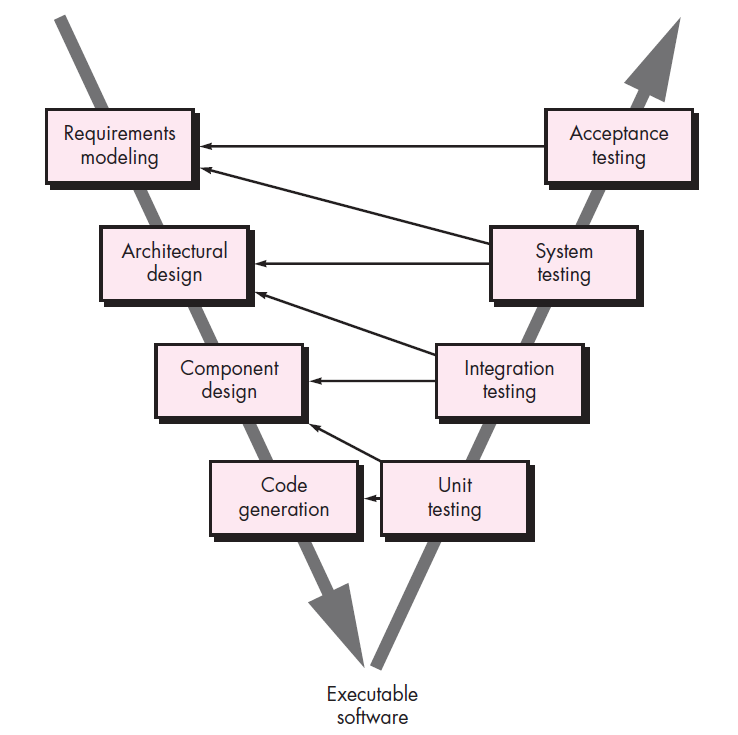 Requirements
modeling
Acceptance
testing
Architectural
design
System
testing
Component
design
Integration
testing
Code
generation
Unit
testing
Executable
software